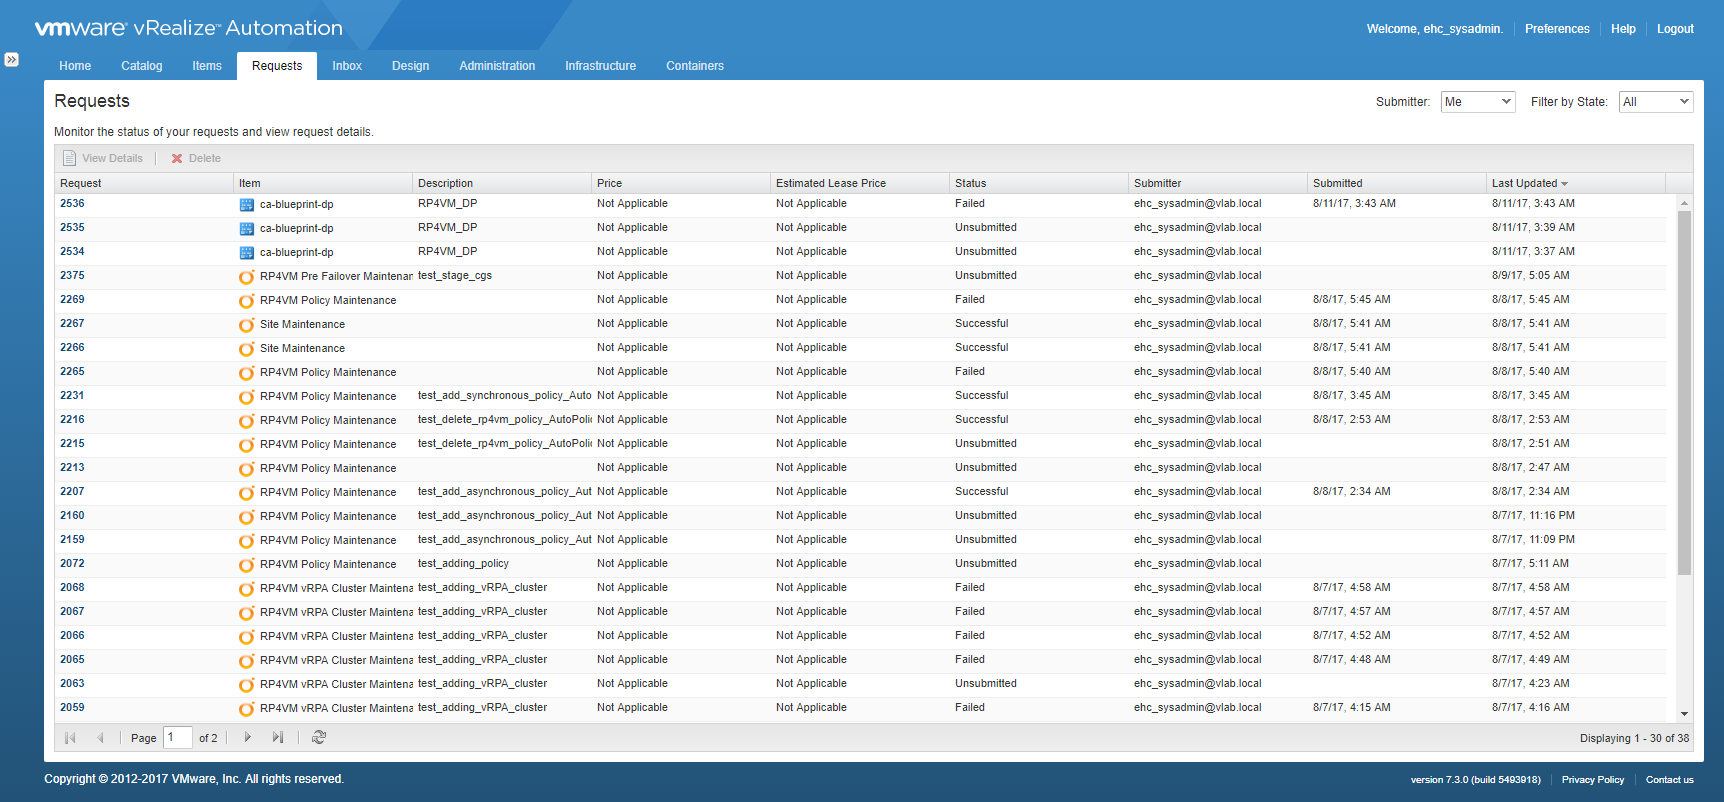 vmware® vRealize™ Automation
Welcome, ehc_sysadmin. Preferences Help Logout
Home Catalog Items Requests Inbox Design Administration Infrastructure Containers
Requests
Submitter: Me Filter by State: All
Monitor the status of your requests and view request details.
View Details Delete
Request Item Description Price Estimated Lease Price Status Submitter Submitted Last Updated
2536 ca-blueprint-dp RP4VM_DP Not Applicable Not Applicable Failed ehc_sysadmin@vlab.local 8/11/17, 3:43 AM 8/11/17, 3:43 AM
2535 ca-blueprint-dp RP4VM_DP Not Applicable Not Applicable Unsubmitted ehc_sysadmin@vlab.local 8/11/17, 3:39 AM
2534 ca-blueprint-dp RP4VM_DP Not Applicable Not Applicable Unsubmitted ehc_sysadmin@vlab.local 8/11/17, 3:37 AM
2375 RP4VM Pre Failover Maintenan test_stage_cgs Not Applicable Not Applicable Unsubmitted ehc_sysadmin@vlab.local 8/9/17, 5:05 AM
2269 RP4VM Policy Maintenance Not Applicable Not Applicable Failed ehc_sysadmin@vlab.local 8/8/17, 5:45 AM 8/8/17, 5:45 AM
2267 Site Maintenance Not Applicable Not Applicable Successful ehc_sysadmin@vlab.local 8/8/17, 5:41 AM 8/8/17, 5:41 AM
2266 Site Maintenance Not Applicable Not Applicable Successful ehc_sysadmin@vlab.local 8/8/17, 5:41 AM 8/8/17, 5:41 AM
2265 RP4VM Policy Maintenance Not Applicable Not Applicable Failed ehc_sysadmin@vlab.local 8/8/17, 5:40 AM 8/8/17, 5:40 AM
2231 RP4VM Policy Maintenance test_add_synchronous_policy_Auto Not Applicable Not Applicable Successful ehc_sysadmin@vlab.local 8/8/17, 3:45 AM 8/8/17, 3:45 AM
2216 RP4VM Policy Maintenance test_delete_rp4vm_policy_AutoPolic Not Applicable Not Applicable Successful ehc_sysadmin@vlab.local 8/8/17, 2:53 AM 8/8/17, 2:53 AM
2215 RP4VM Policy Maintenance test_delete_rp4vm_policy_AutoPolic Not Applicable Not Applicable Unsubmitted ehc_sysadmin@vlab.local 8/8/17, 2:51 AM
2213 RP4VM Policy Maintenance Not Applicable Not Applicable Unsubmitted ehc_sysadmin@vlab.local 8/8/17, 2:47 AM
2207 RP4VM Policy Maintenance test_add_asynchronous_policy_Aut Not Applicable Not Applicable Successful ehc_sysadmin@vlab.local 8/8/17, 2:34 AM 8/8/17, 2:34 AM
2160 RP4VM Policy Maintenance test_add_asynchronous_policy_Aut Not Applicable Not Applicable Unsubmitted ehc_sysadmin@vlab.local 8/7/17, 11:16 PM
2159 RP4VM Policy Maintenance test_add_asynchronous_policy_Aut Not Applicable Not Applicable Unsubmitted ehc_sysadmin@vlab.local 8/7/17, 11:09 PM
2072 RP4VM Policy Maintenance test_adding_policy Not Applicable Not Applicable Unsubmitted ehc_sysadmin@vlab.local 8/7/17, 5:11 AM
2068 RP4VM vRPA Cluster Maintena test_adding_vRPA_cluster Not Applicable Not Applicable Failed ehc_sysadmin@vlab.local 8/7/17, 4:58 AM 8/7/17, 4:58 AM
2067 RP4VM vRPA Cluster Maintena test_adding_vRPA_cluster Not Applicable Not Applicable Failed ehc_sysadmin@vlab.local 8/7/17, 4:57 AM 8/7/17, 4:57 AM
2066 RP4VM vRPA Cluster Maintena test_adding_vRPA_cluster Not Applicable Not Applicable Failed ehc_sysadmin@vlab.local 8/7/17, 4:52 AM 8/7/17, 4:52 AM
2065 RP4VM vRPA Cluster Maintena test_adding_vRPA_cluster Not Applicable Not Applicable Failed ehc_sysadmin@vlab.local 8/7/17, 4:48 AM 8/7/17, 4:49 AM
2063 RP4VM vRPA Cluster Maintena test_adding_vRPA_cluster Not Applicable Not Applicable Unsubmitted ehc_sysadmin@vlab.local 8/7/17, 4:23 AM
2059 RP4VM vRPA Cluster Maintena test_adding_vRPA_cluster Not Applicable Not Applicable Failed ehc_sysadmin@vlab.local 8/7/17, 4:15 AM 8/7/17, 4:16 AM
Page 1 of 2 Displaying 1 - 30 of 38
Copyright © 2012-2017 VMware, Inc. All rights reserved. version 7.3.0 (build 5493918) Privacy Policy Contact us